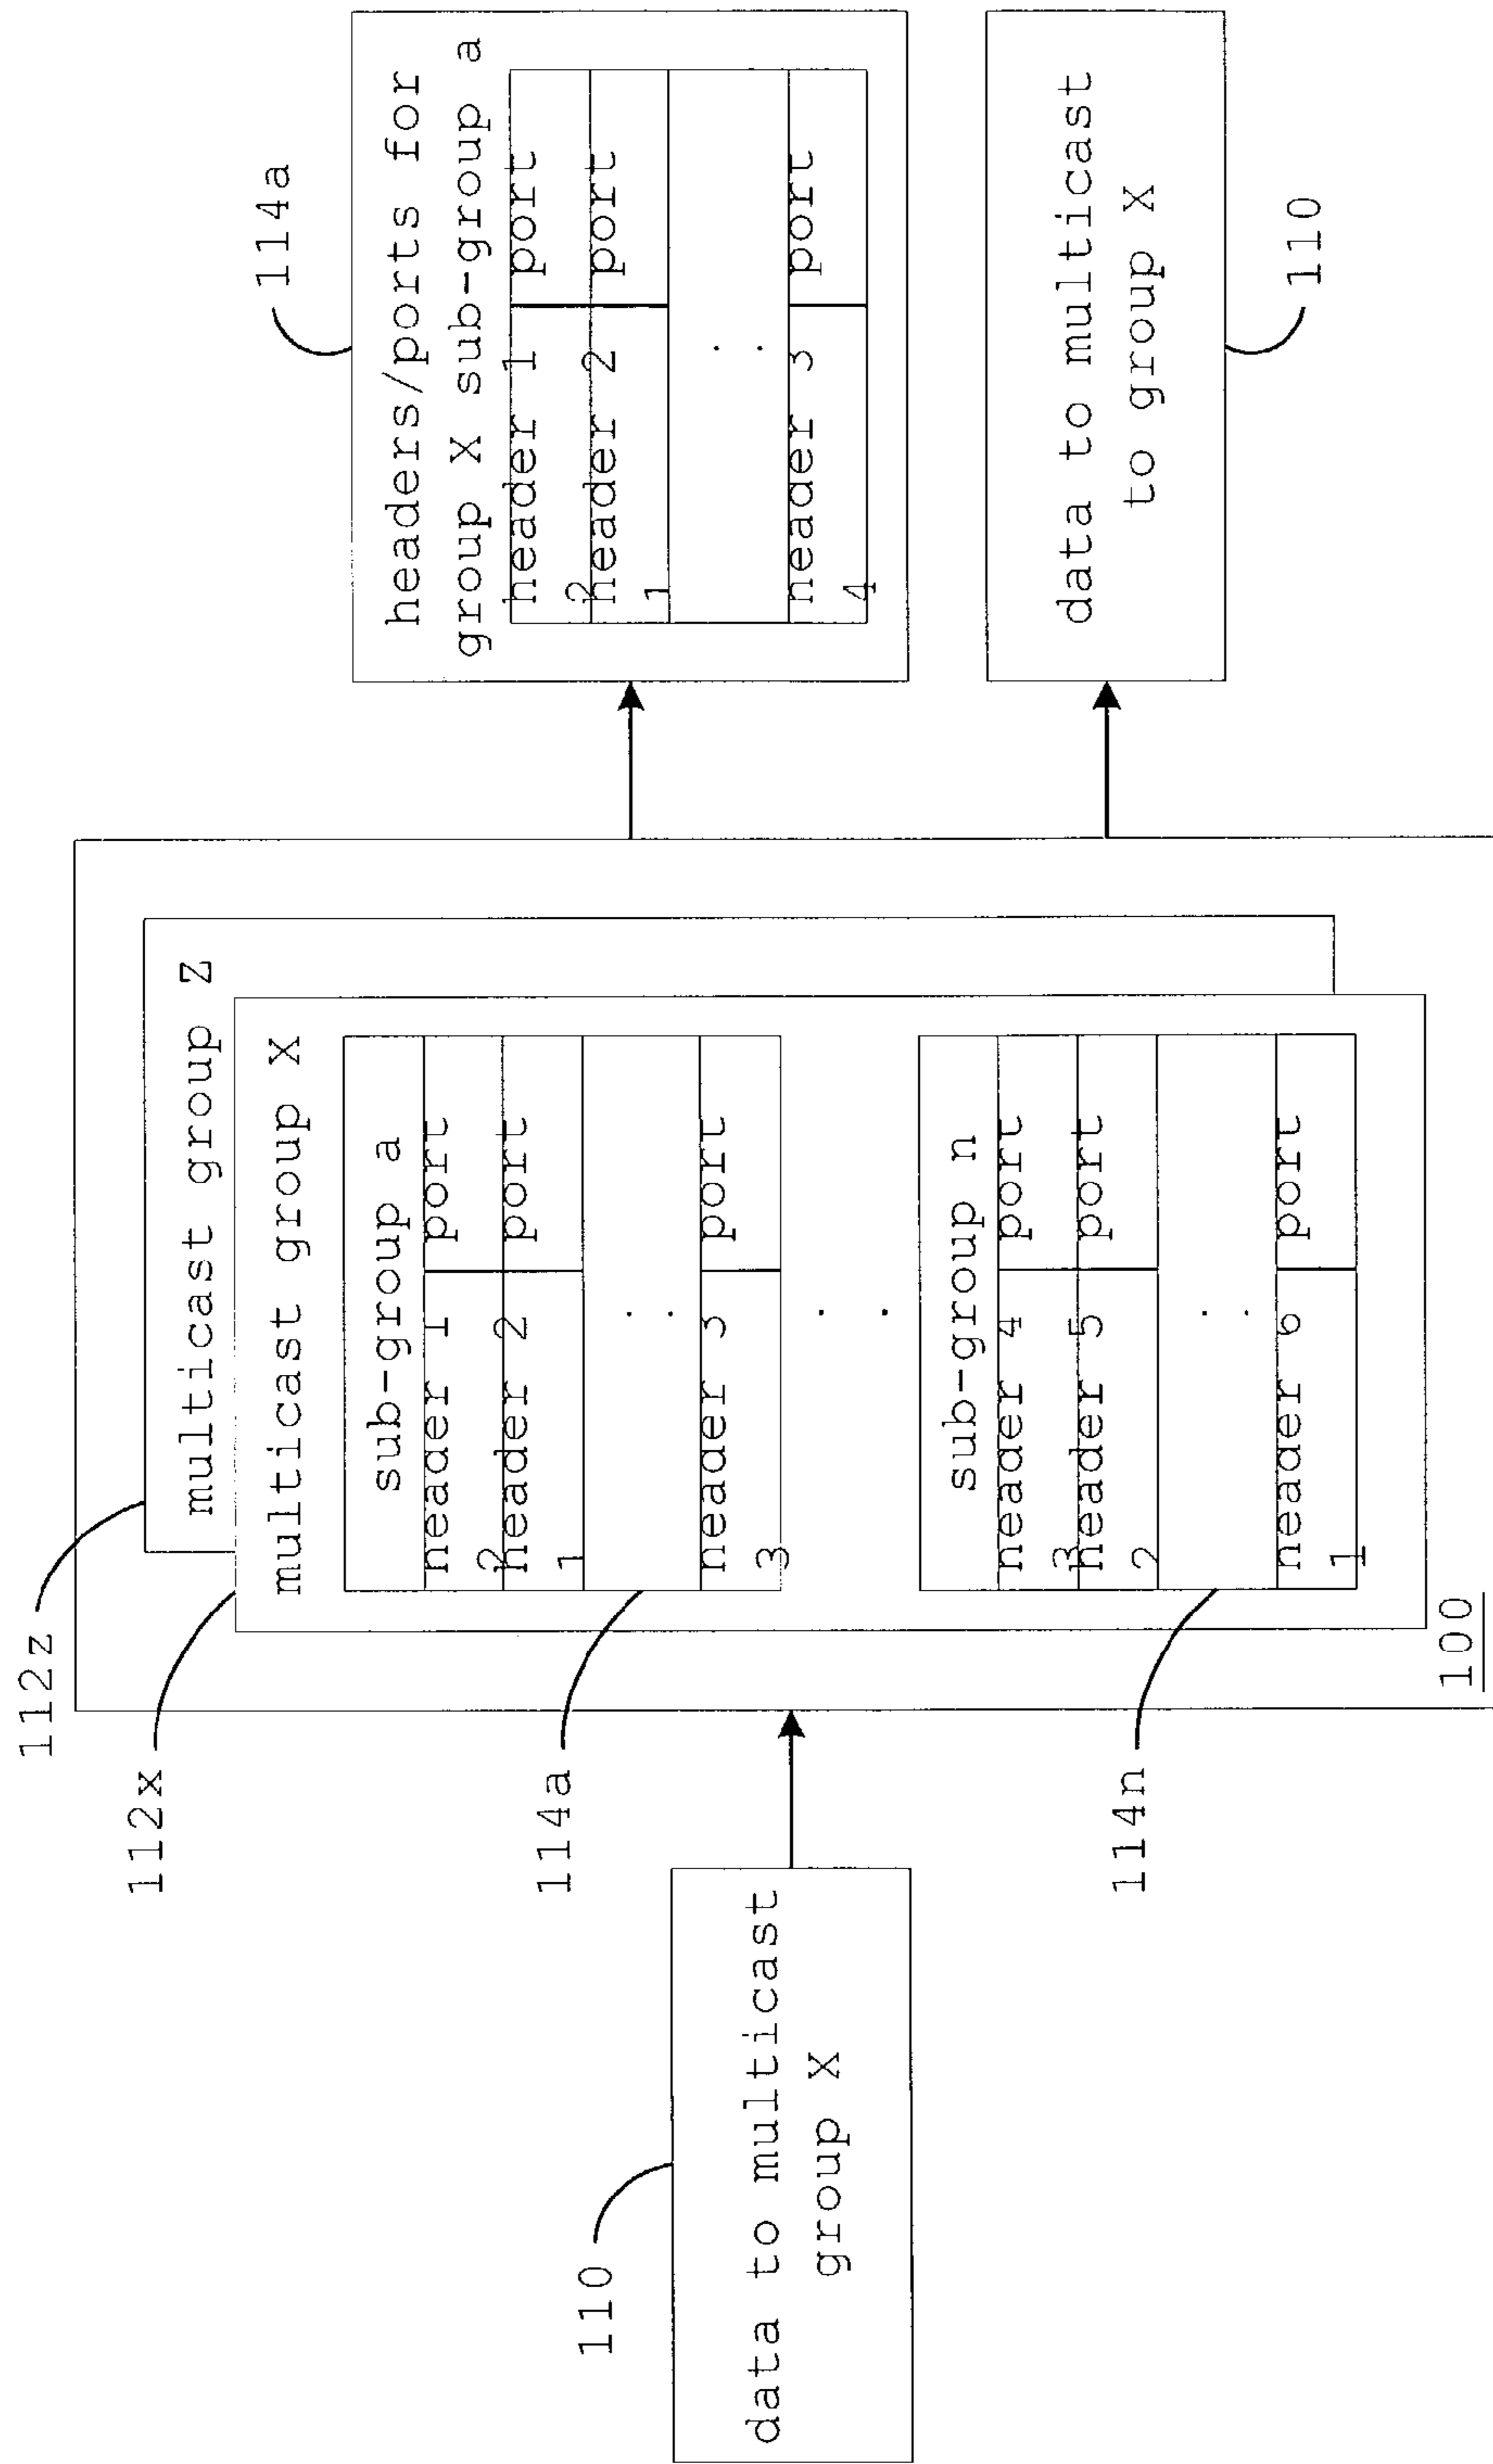 112z
112x
114a
114n
110
data to multicast
group X
multicast group Z
multicast group X
sub-group a
header 1 port
2
header 2 port
1
. .
header 3 port
3
. .
sub-group n
header 4 port
3
header 5 port
2
. .
header 6 port
1
100
114a
headers/ports for
group X sub-group a
header 1 port
2
header 2 port
1
. .
header 3 port
4
data to multicast
to group X
110